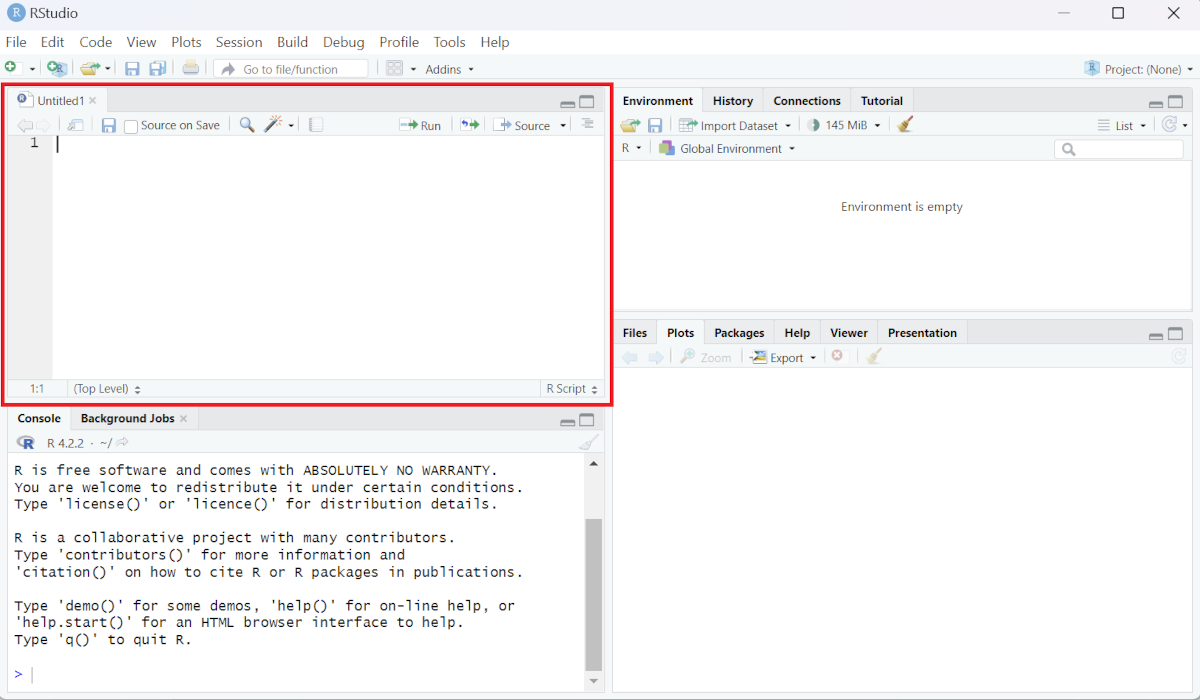 RStudio
File Edit Code View Plots Session Build Debug Profile Tools Help
Go to file/function Addins Project: (None)
Untitled1
Source on Save Run Source
1
1:1 (Top Level) R Script
Console Background Jobs
R 4.2.2 · ~/
R is free software and comes with ABSOLUTELY NO WARRANTY.
You are welcome to redistribute it under certain conditions.
Type 'license()' or 'licence()' for distribution details.
R is a collaborative project with many contributors.
Type 'contributors()' for more information and
'citation()' on how to cite R or R packages in publications.
Type 'demo()' for some demos, 'help()' for on-line help, or
'help.start()' for an HTML browser interface to help.
Type 'q()' to quit R.
>
Environment History Connections Tutorial
Import Dataset 145 MiB List
R Global Environment
Environment is empty
Files Plots Packages Help Viewer Presentation
Zoom Export